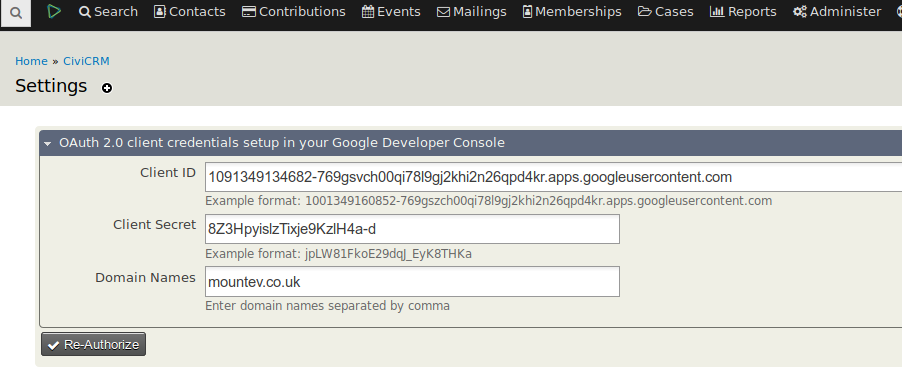 Search Contacts Contributions Events Mailings Memberships Cases Reports Administer
Home » CiviCRM
Settings
OAuth 2.0 client credentials setup in your Google Developer Console
Client ID 1091349134682-769gsvch00qi78l9gj2khi2n26qpd4kr.apps.googleusercontent.com
Example format: 1001349160852-769gszch00qi78l9gj2khi2n26qpd4kr.apps.googleusercontent.com
Client Secret 8Z3HpyislzTixje9KzlH4a-d
Example format: jpLW81FkoE29dqJ_EyK8THKa
Domain Names mountev.co.uk
Enter domain names separated by comma
Re-Authorize